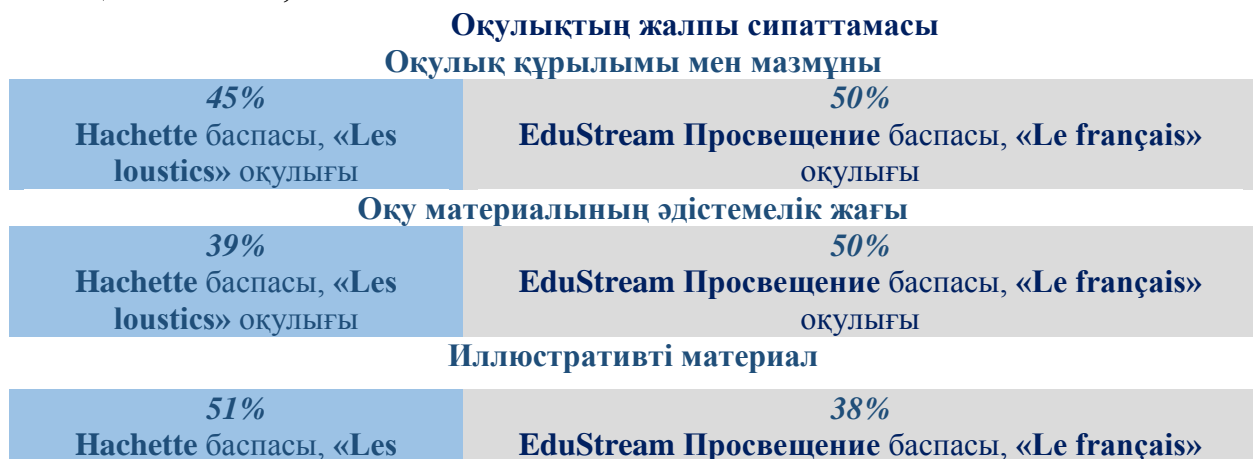 Оқулықтың жалпы сипаттамасы
Оқулық құрылымы мен мазмұны
45%
Hachette баспасы, «Les
loustics» оқулығы
50%
EduStream Просвещение баспасы, «Le français»
оқулығы
Оқу материалының әдістемелік жағы
39%
Hachette баспасы, «Les
loustics» оқулығы
50%
EduStream Просвещение баспасы, «Le français»
оқулығы
Иллюстративті материал
51%
Hachette баспасы, «Les
38%
EduStream Просвещение баспасы, «Le français»